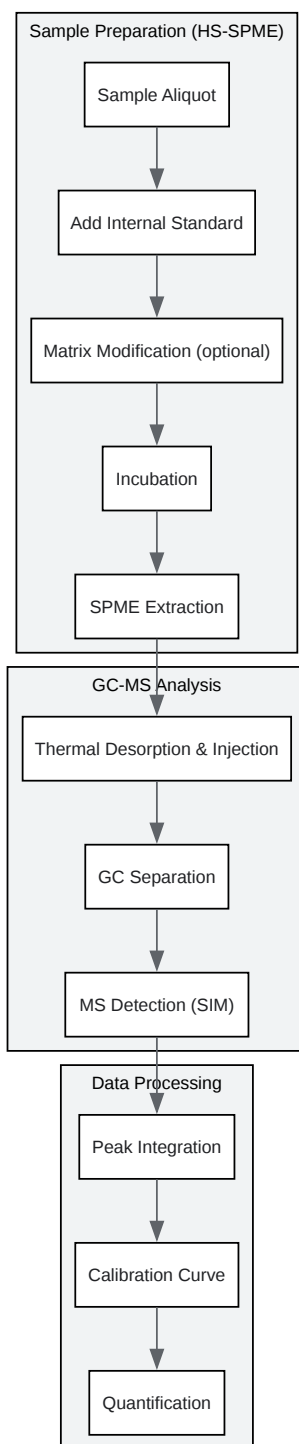 Sample Preparation (HS-SPME)
Sample Aliquot
Add Internal Standard
Matrix Modification (optional)
Incubation
SPME Extraction
GC-MS Analysis
Thermal Desorption & Injection
GC Separation
MS Detection (SIM)
Data Processing
Peak Integration
Calibration Curve
Quantification